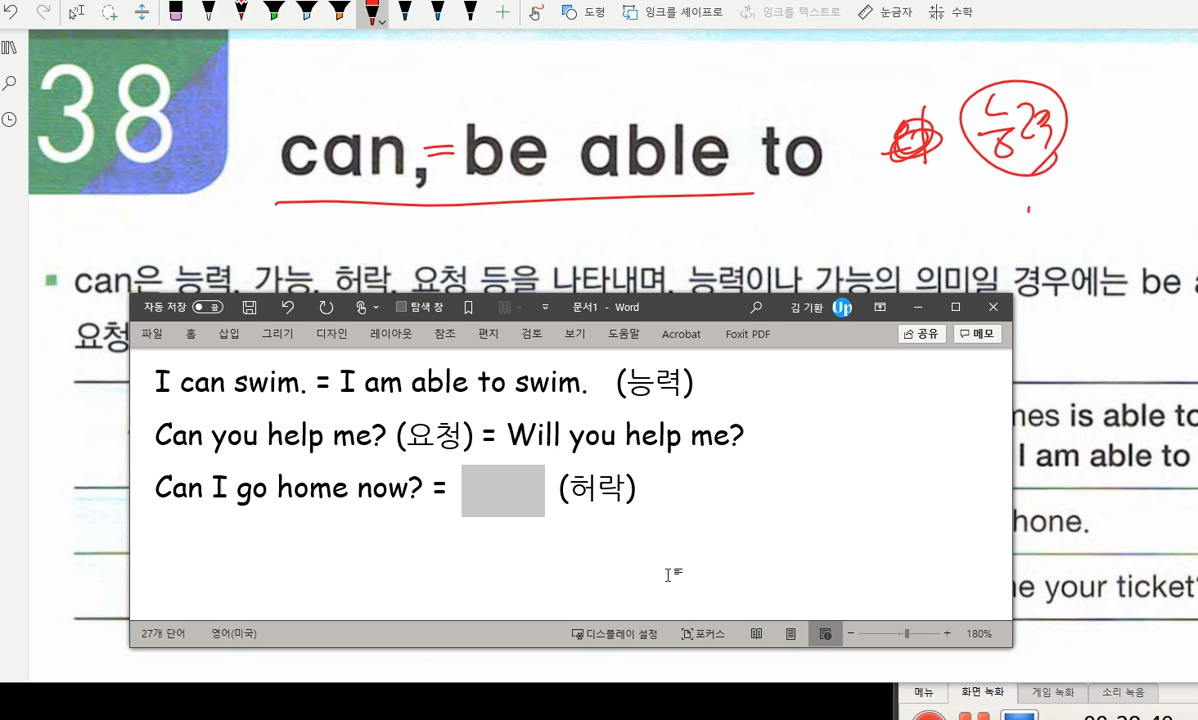 도형 잉크를 셰이프로 잉크를 텍스트로 눈금자 수학
38
can, = be able to 능력
can은 능력, 가능, 허락, 요청 등을 나타내며, 능력이나 가능의 의미일 경우에는 be a
요청
자동 저장 끔 탐색 창 문서1 - Word 김 기환
파일 홈 삽입 그리기 디자인 레이아웃 참조 편지 검토 보기 도움말 Acrobat Foxit PDF 공유 메모
I can swim. = I am able to swim. (능력)
Can you help me? (요청) = Will you help me?
Can I go home now? = (허락)
mes is able to
I am able to
hone.
ne your ticket?
27개 단어 영어(미국) 디스플레이 설정 포커스 180%
메뉴 화면 녹화 게임 녹화 소리 녹음